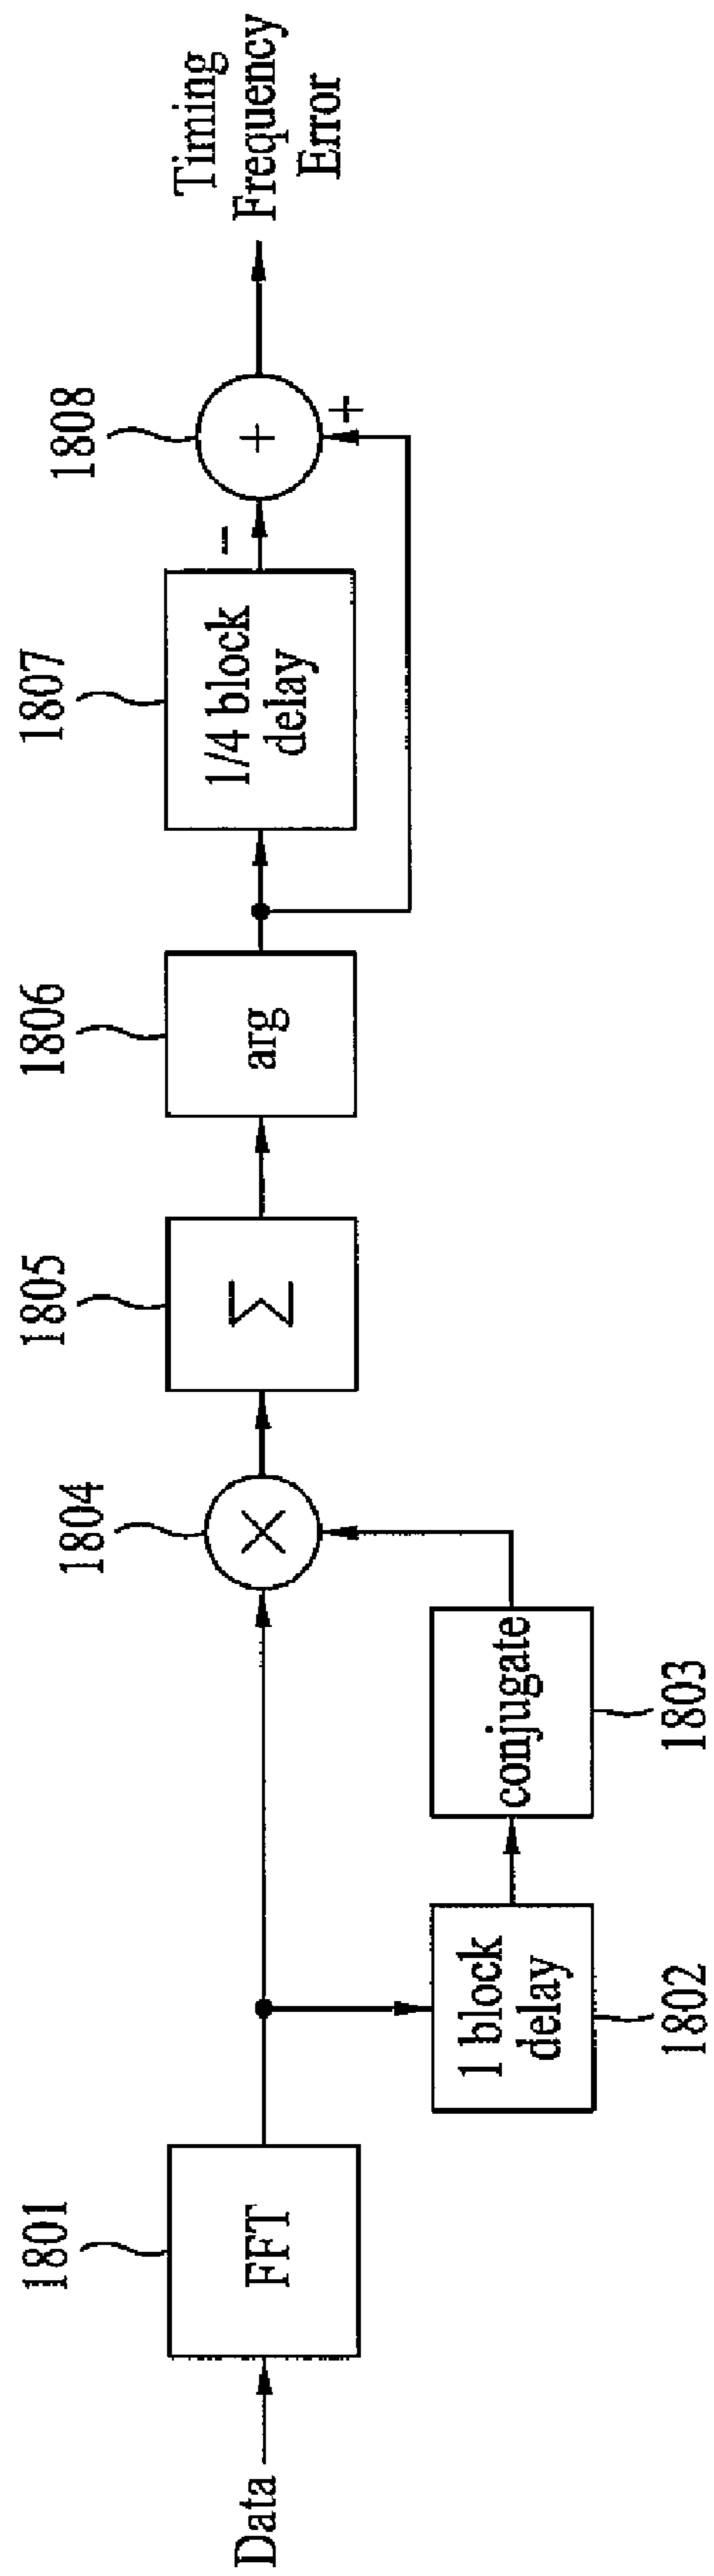 Data
1801
FFT
1 block
delay
1802
conjugate
1803
1804
×
1805
Σ
1806
arg
1807
1/4 block
delay
-
1808
+
+
Timing
Frequency
Error